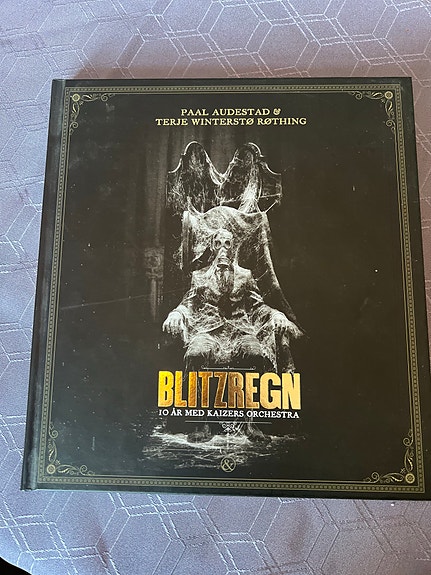 PAAL AUDESTAD &
TERJE WINTERSTØ RØTHING
BLITZREGN
10 ÅR MED KAIZERS ORCHESTRA
&